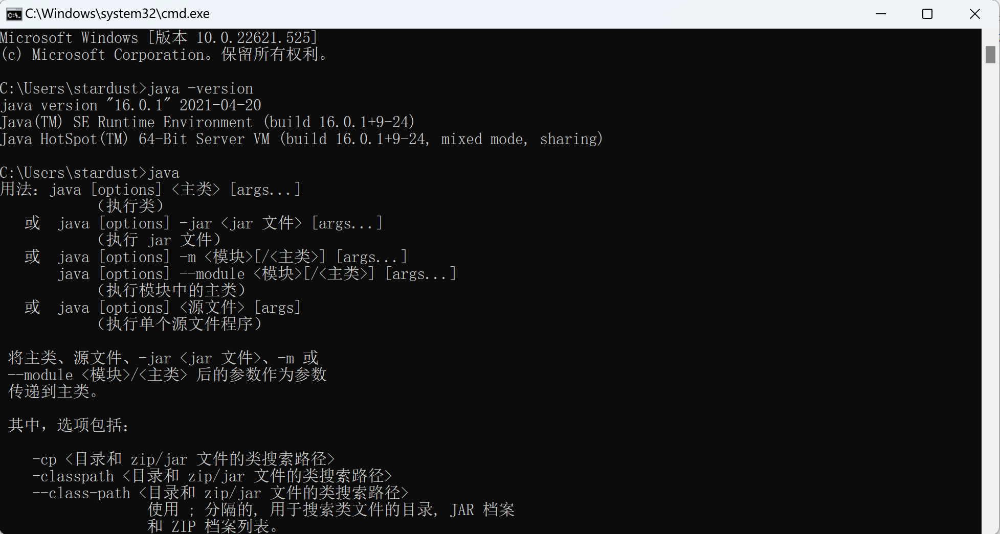 C:\Windows\system32\cmd.exe
Microsoft Windows [版本 10.0.22621.525]
(c) Microsoft Corporation。保留所有权利。
C:\Users\stardust>java -version
java version "16.0.1" 2021-04-20
Java(TM) SE Runtime Environment (build 16.0.1+9-24)
Java HotSpot(TM) 64-Bit Server VM (build 16.0.1+9-24, mixed mode, sharing)
C:\Users\stardust>java
用法：java [options] <主类> [args...]
（执行类）
或  java [options] -jar <jar 文件> [args...]
（执行 jar 文件）
或  java [options] -m <模块>[/<主类>] [args...]
java [options] --module <模块>[/<主类>] [args...]
（执行模块中的主类）
或  java [options] <源文件> [args]
（执行单个源文件程序）
将主类、源文件、-jar <jar 文件>、-m 或
--module <模块>/<主类> 后的参数作为参数
传递到主类。
其中，选项包括：
-cp <目录和 zip/jar 文件的类搜索路径>
-classpath <目录和 zip/jar 文件的类搜索路径>
--class-path <目录和 zip/jar 文件的类搜索路径>
使用 ; 分隔的, 用于搜索类文件的目录, JAR 档案
和 ZIP 档案列表。